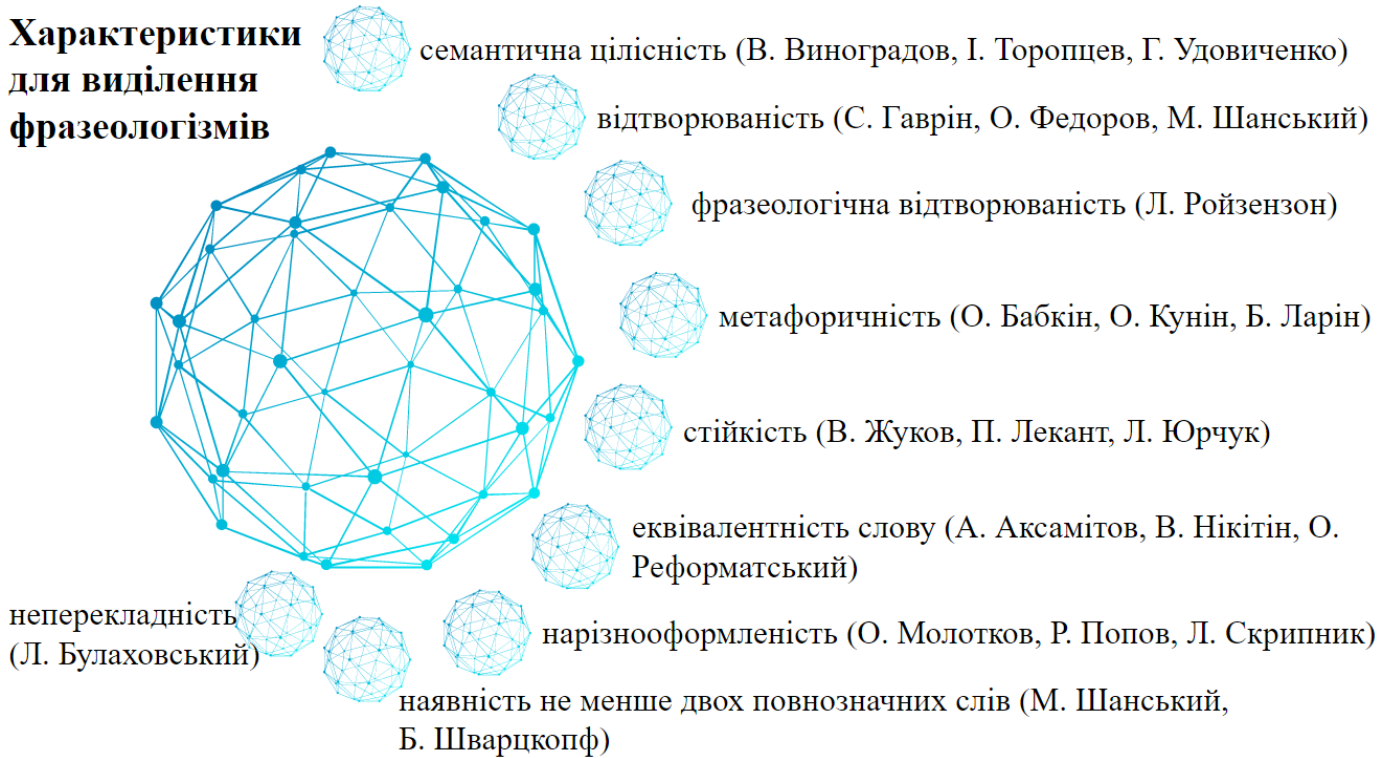 Характеристики
для виділення
фразеологізмів
семантична цілісність (В. Виноградов, І. Торопцев, Г. Удовиченко)
відтворюваність (С. Гаврін, О. Федоров, М. Шанський)
фразеологічна відтворюваність (Л. Ройзензон)
метафоричність (О. Бабкін, О. Кунін, Б. Ларін)
стійкість (В. Жуков, П. Лекант, Л. Юрчук)
еквівалентність слову (А. Аксамітов, В. Нікітін, О.
Реформатський)
нарізнооформленість (О. Молотков, Р. Попов, Л. Скрипник)
наявність не менше двох повнозначних слів (М. Шанський,
Б. Шварцкопф)
неперекладність
(Л. Булаховський)